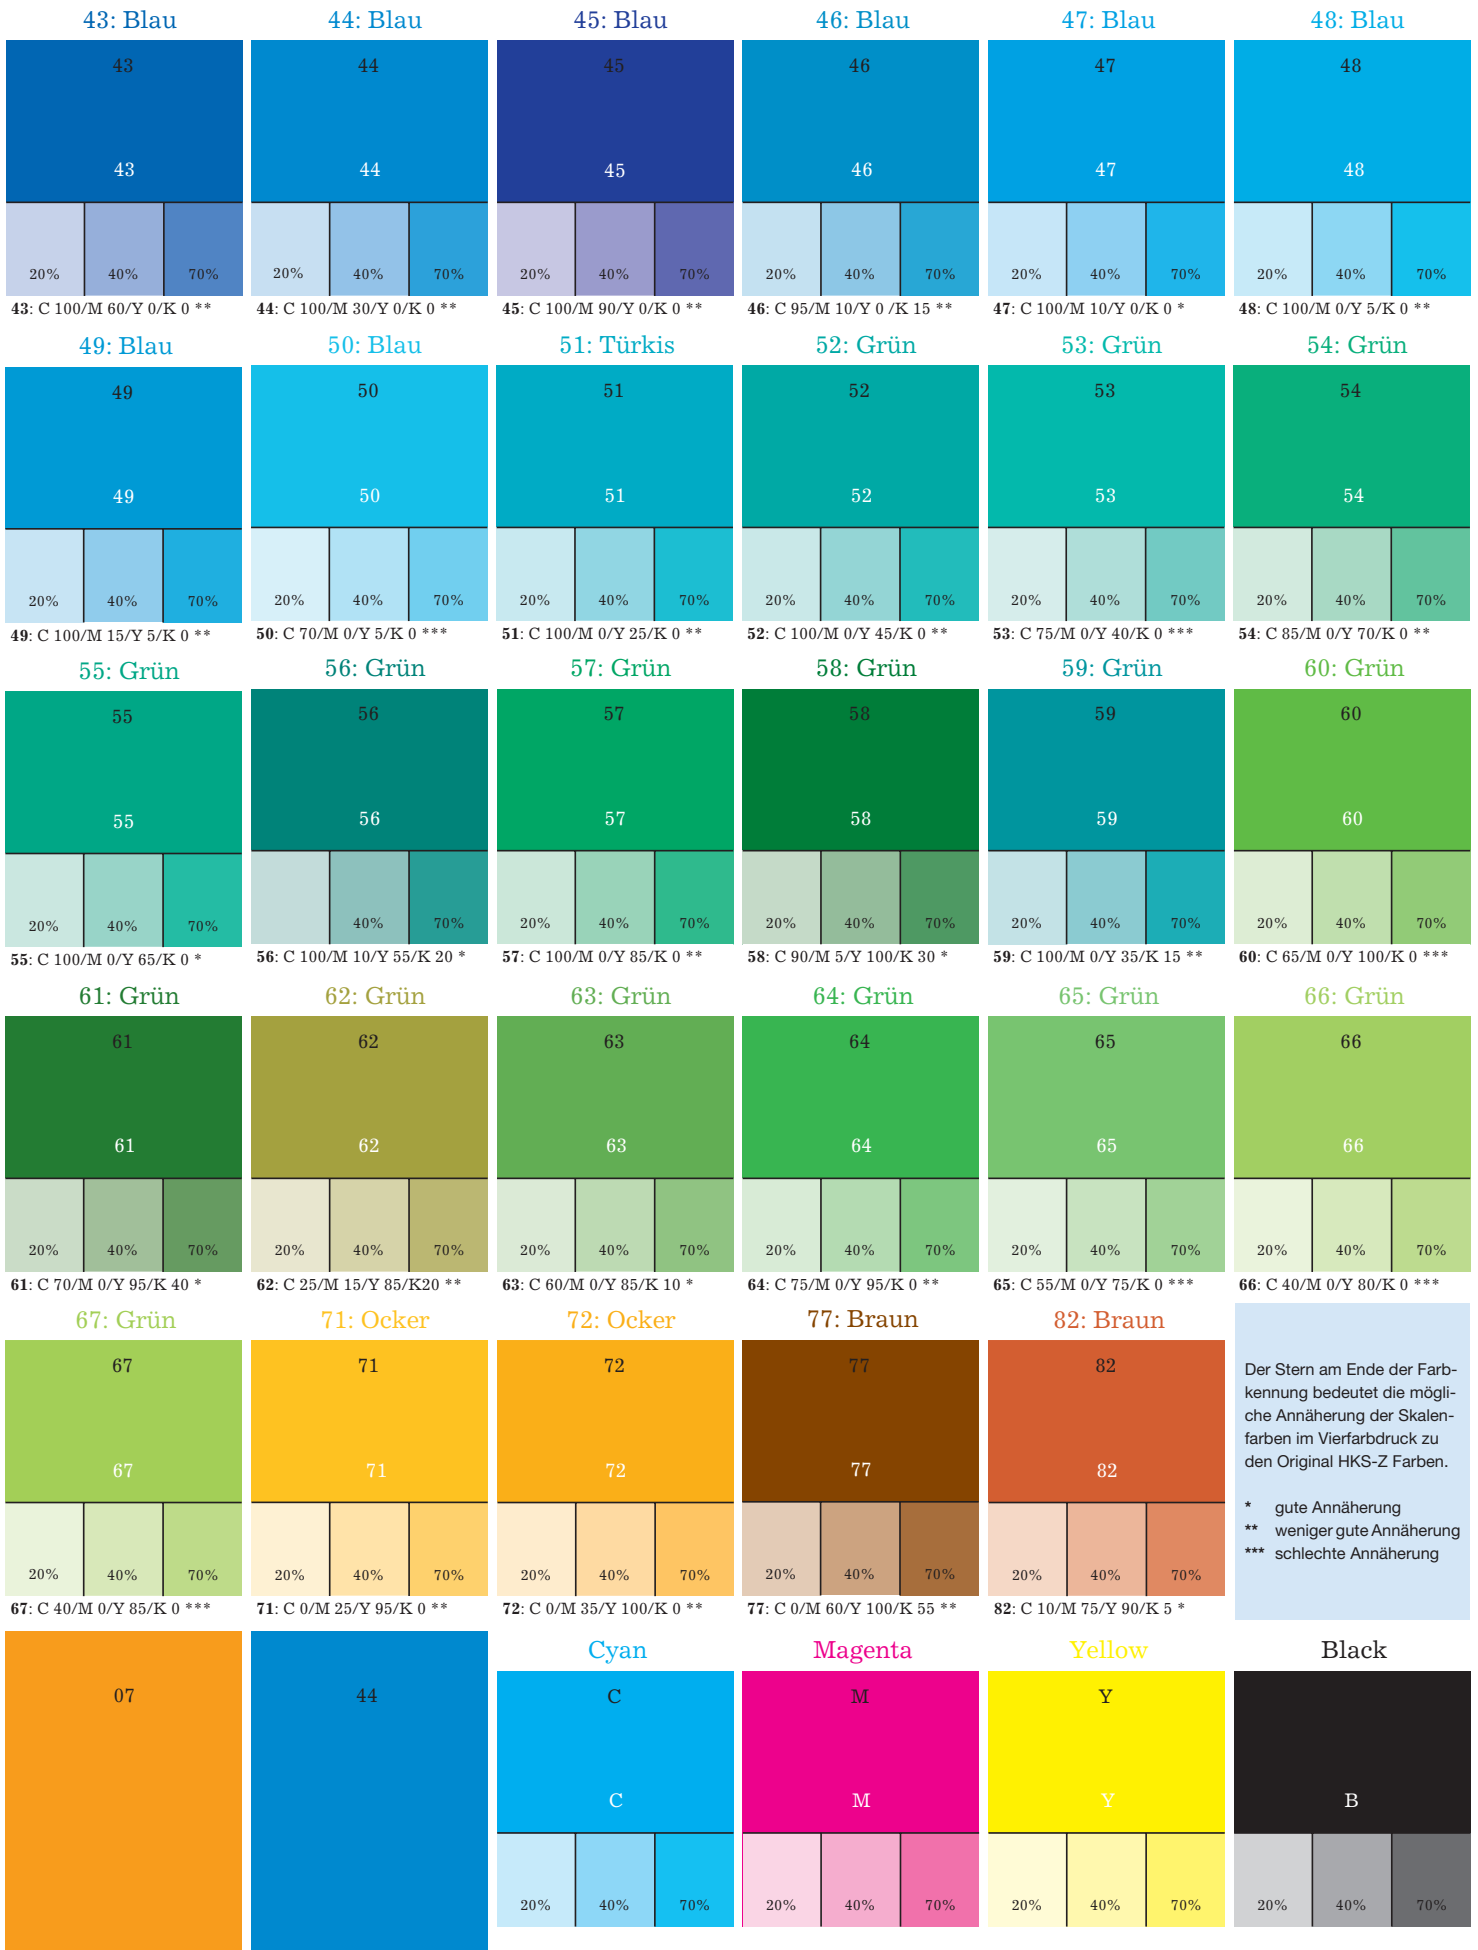 43: Blau 44: Blau 45: Blau 46: Blau 47: Blau 48: Blau
43 44 45 46 47 48
43 44 45 46 47 48
20% 40% 70% 20% 40% 70% 20% 40% 70% 20% 40% 70% 20% 40% 70% 20% 40% 70%
43: C 100/M 60/Y 0/K 0 ** 44: C 100/M 30/Y 0/K 0 ** 45: C 100/M 90/Y 0/K 0 ** 46: C 95/M 10/Y 0 /K 15 ** 47: C 100/M 10/Y 0/K 0 * 48: C 100/M 0/Y 5/K 0 **
49: Blau 50: Blau 51: Türkis 52: Grün 53: Grün 54: Grün
49 50 51 52 53 54
49 50 51 52 53 54
20% 40% 70% 20% 40% 70% 20% 40% 70% 20% 40% 70% 20% 40% 70% 20% 40% 70%
49: C 100/M 15/Y 5/K 0 ** 50: C 70/M 0/Y 5/K 0 *** 51: C 100/M 0/Y 25/K 0 ** 52: C 100/M 0/Y 45/K 0 ** 53: C 75/M 0/Y 40/K 0 *** 54: C 85/M 0/Y 70/K 0 **
55: Grün 56: Grün 57: Grün 58: Grün 59: Grün 60: Grün
55 56 57 58 59 60
55 56 57 58 59 60
20% 40% 70% 40% 70% 20% 40% 70% 20% 40% 70% 20% 40% 70% 20% 40% 70%
55: C 100/M 0/Y 65/K 0 * 56: C 100/M 10/Y 55/K 20 * 57: C 100/M 0/Y 85/K 0 ** 58: C 90/M 5/Y 100/K 30 * 59: C 100/M 0/Y 35/K 15 ** 60: C 65/M 0/Y 100/K 0 ***
61: Grün 62: Grün 63: Grün 64: Grün 65: Grün 66: Grün
61 62 63 64 65 66
61 62 63 64 65 66
20% 40% 70% 20% 40% 70% 20% 40% 70% 20% 40% 70% 20% 40% 70% 20% 40% 70%
61: C 70/M 0/Y 95/K 40 * 62: C 25/M 15/Y 85/K20 ** 63: C 60/M 0/Y 85/K 10 * 64: C 75/M 0/Y 95/K 0 ** 65: C 55/M 0/Y 75/K 0 *** 66: C 40/M 0/Y 80/K 0 ***
67: Grün 71: Ocker 72: Ocker 77: Braun 82: Braun
67 71 72 77 82
67 71 72 77 82
20% 40% 70% 20% 40% 70% 20% 40% 70% 20% 40% 70% 20% 40% 70%
67: C 40/M 0/Y 85/K 0 *** 71: C 0/M 25/Y 95/K 0 ** 72: C 0/M 35/Y 100/K 0 ** 77: C 0/M 60/Y 100/K 55 ** 82: C 10/M 75/Y 90/K 5 *
Der Stern am Ende der Farb-
kennung bedeutet die mögli-
che Annäherung der Skalen-
farben im Vierfarbdruck zu
den Original HKS-Z Farben.
* gute Annäherung
** weniger gute Annäherung
*** schlechte Annäherung
Cyan Magenta Yellow Black
07 44 C M Y
C M Y B
20% 40% 70% 20% 40% 70% 20% 40% 70% 20% 40% 70%